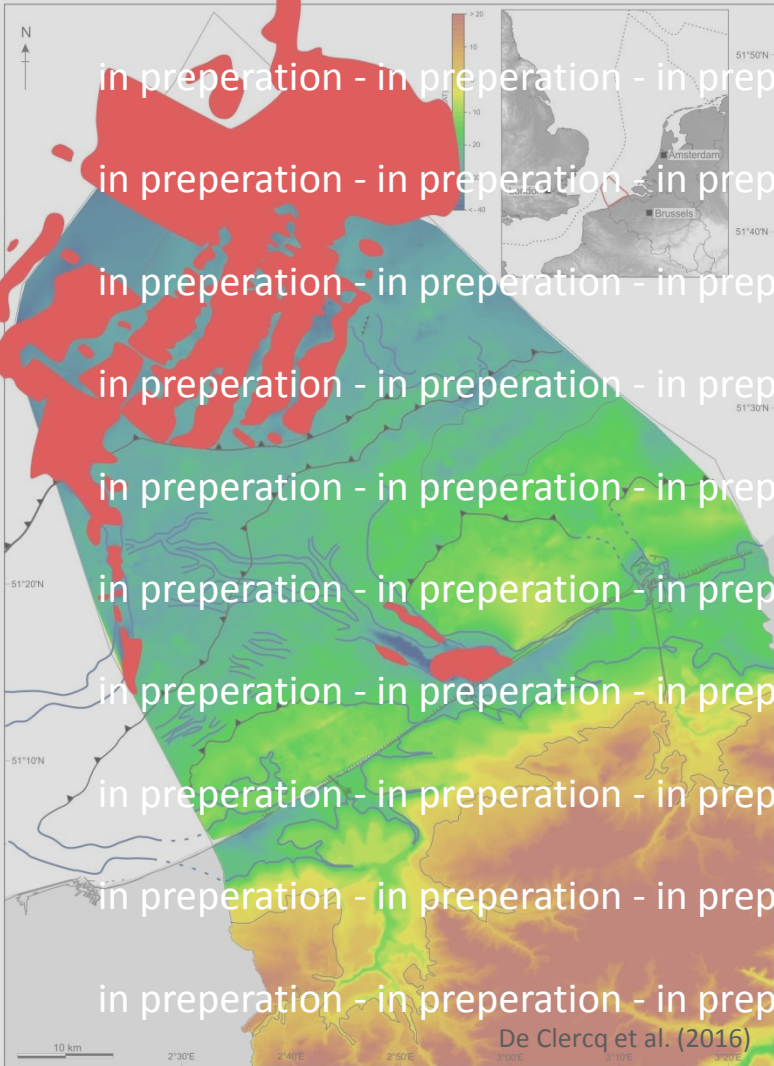 N
> 20
10
51°50'N
in preperation - in preperation - in prep
- 10
- 20
Amsterdam
in preperation - in preperation - in prep
< - 40
Brussels
51°40'N
in preperation - in preperation - in prep
in preperation - in preperation - in prep
51°30'N
in preperation - in preperation - in prep
51°20'N
in preperation - in preperation - in prep
in preperation - in preperation - in prep
51°10'N
in preperation - in preperation - in prep
in preperation - in preperation - in prep
in preperation - in preperation - in prep
De Clercq et al. (2016)
10 km
2°30'E
2°40'E
2°50'E
3°00'E
3°10'E
3°20'E